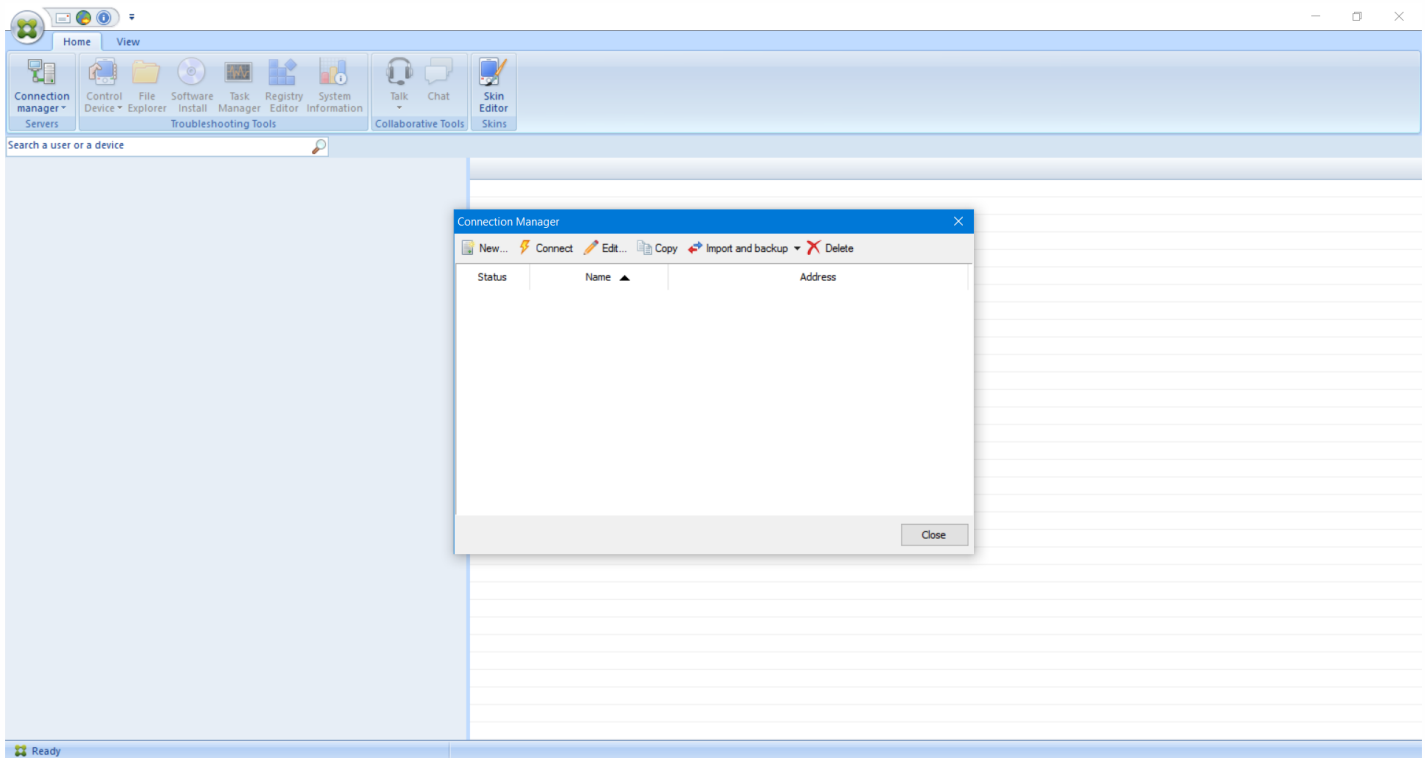 Home View
Connection manager
Control Device
File Explorer
Software Install
Task Manager
Registry Editor
System Information
Talk
Chat
Skin Editor
Servers
Troubleshooting Tools
Collaborative Tools
Skins
Search a user or a device
Connection Manager
New... Connect Edit... Copy Import and backup Delete
Status Name Address
Close
Ready